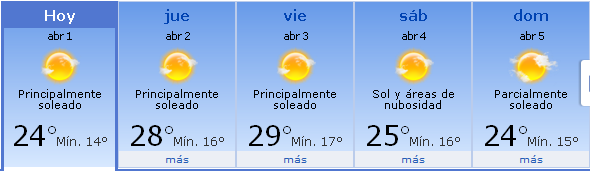 Hoy
abr 1
Principalmente
soleado
24° Mín. 14°
jue
abr 2
Principalmente
soleado
28° Mín. 16°
más
vie
abr 3
Principalmente
soleado
29° Mín. 17°
más
sáb
abr 4
Sol y áreas de
nubosidad
25° Mín. 16°
más
dom
abr 5
Parcialmente
soleado
24° Mín. 15°
más